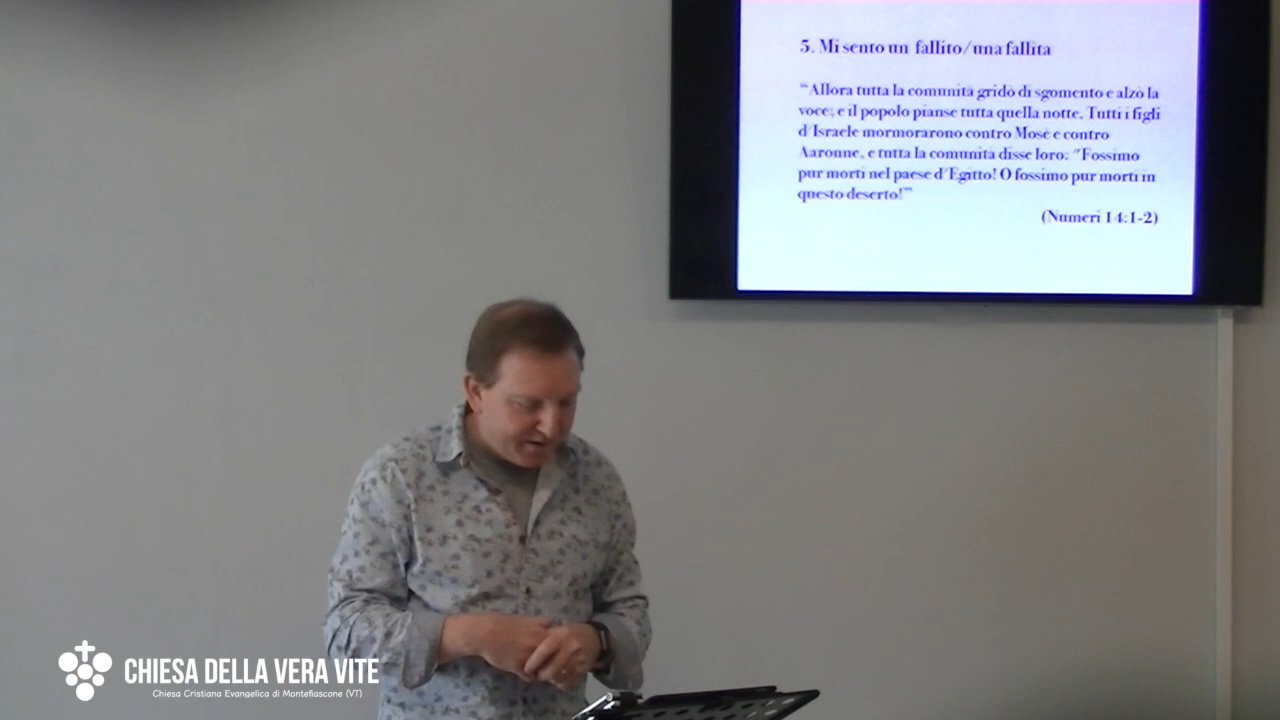 5. Mi sento un fallito/una fallita
"“Allora tutta la comunità gridò di sgomento e alzò la
voce; e il popolo pianse tutta quella notte. Tutti i figli
d'Israele mormorarono contro Mosè e contro
Aaronne, e tutta la comunità disse loro: "Fossimo
pur morti nel paese d'Egitto! O fossimo pur morti in
questo deserto!”"
(Numeri 14:1-2)
CHIESA DELLA VERA VITE
Chiesa Cristiana Evangelica di Montefiascone (VT)